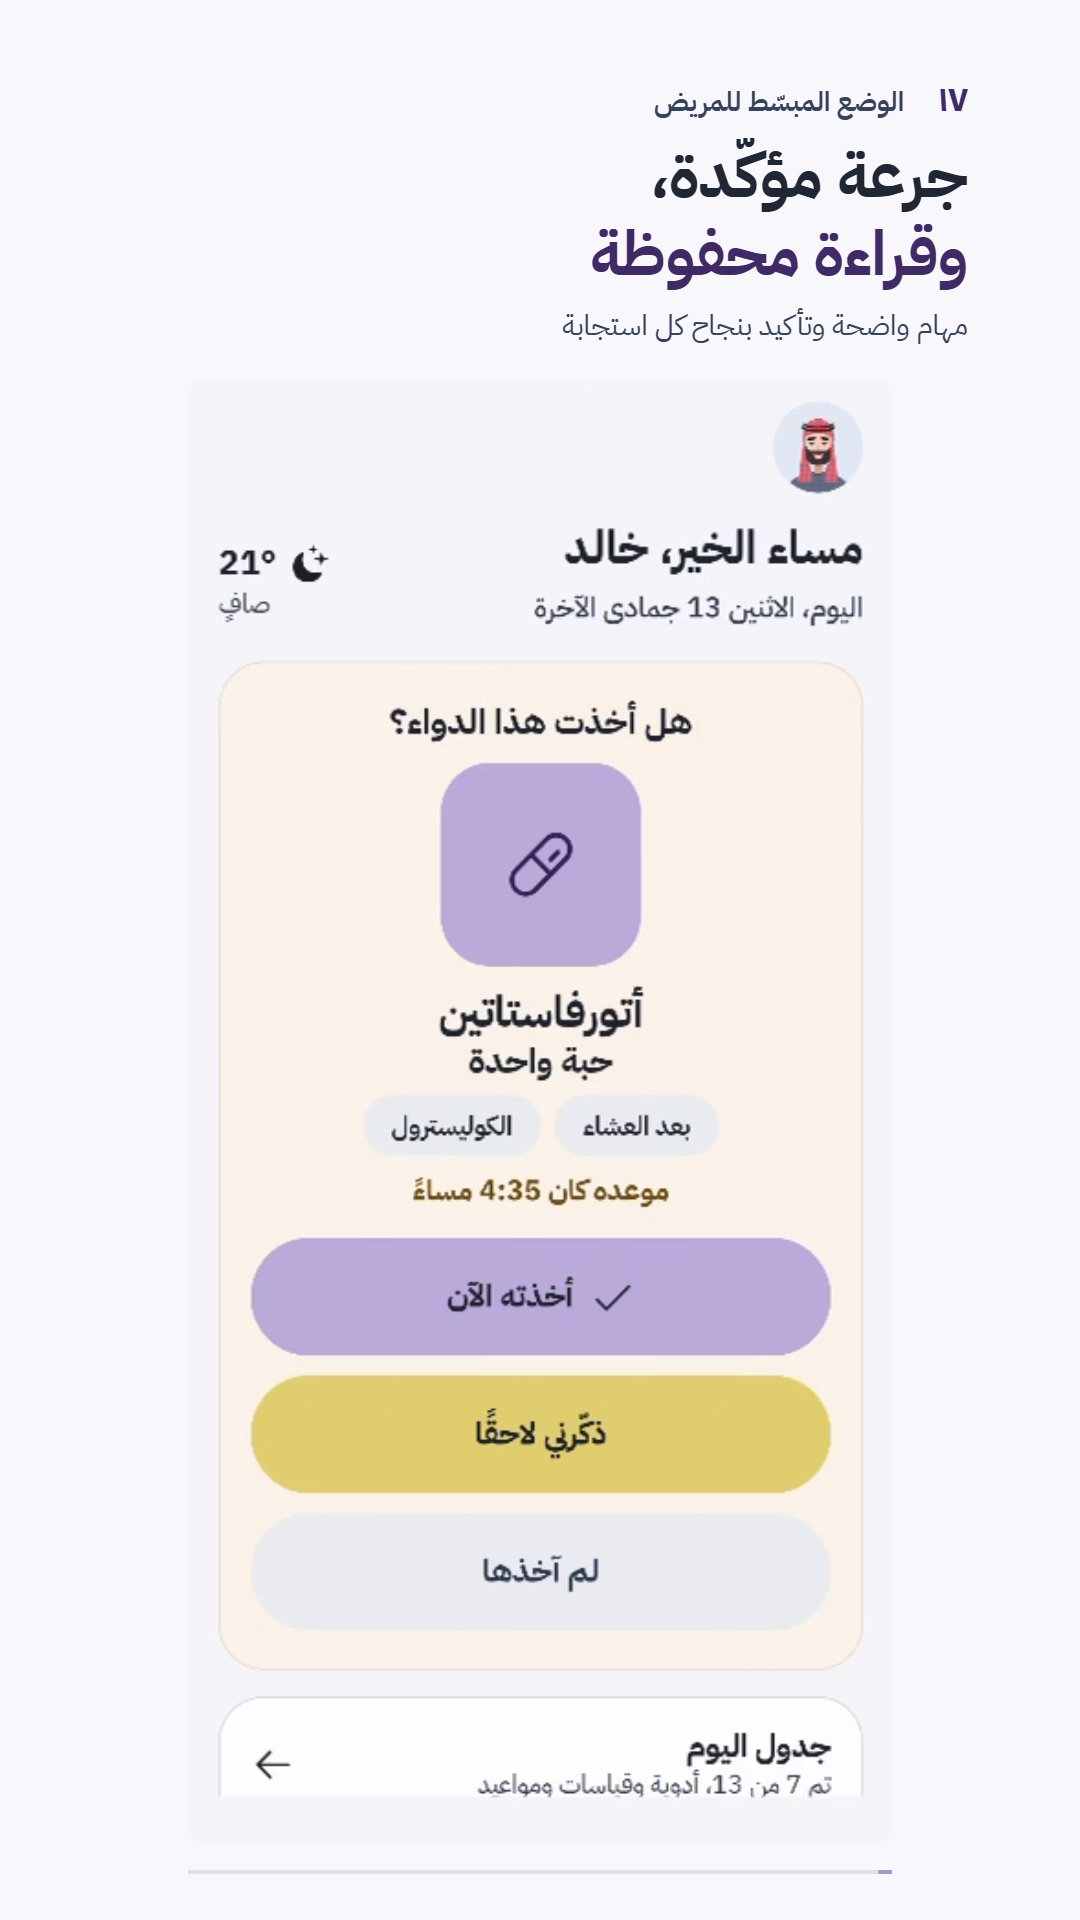 ١٧ الوضع المبسّط للمريض
جرعة مؤكّدة،
وقراءة محفوظة
مهام واضحة وتأكيد بنجاح كل استجابة
مساء الخير، خالد
21°
اليوم، الاثنين 13 جمادى الآخرة
صافٍ
هل أخذت هذا الدواء؟
أتورفاستاتين
حبة واحدة
بعد العشاء
الكوليسترول
موعده كان 4:35 مساءً
أخذته الآن
ذكّرني لاحقًا
لم آخذها
جدول اليوم
تم 7 من 13، أدوية وقياسات ومواعيد